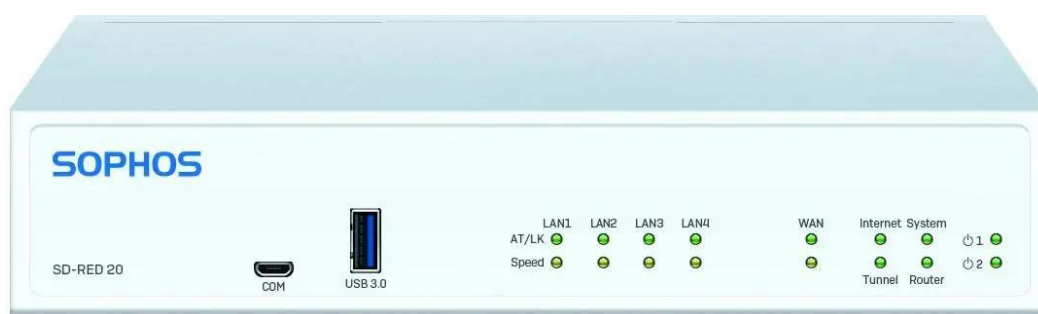 SOPHOS
LAN1 LAN2 LAN3 LAN4 WAN Internet System
AT/LK 1
SD-RED 20 Speed 2
COM USB 3.0 Tunnel Router